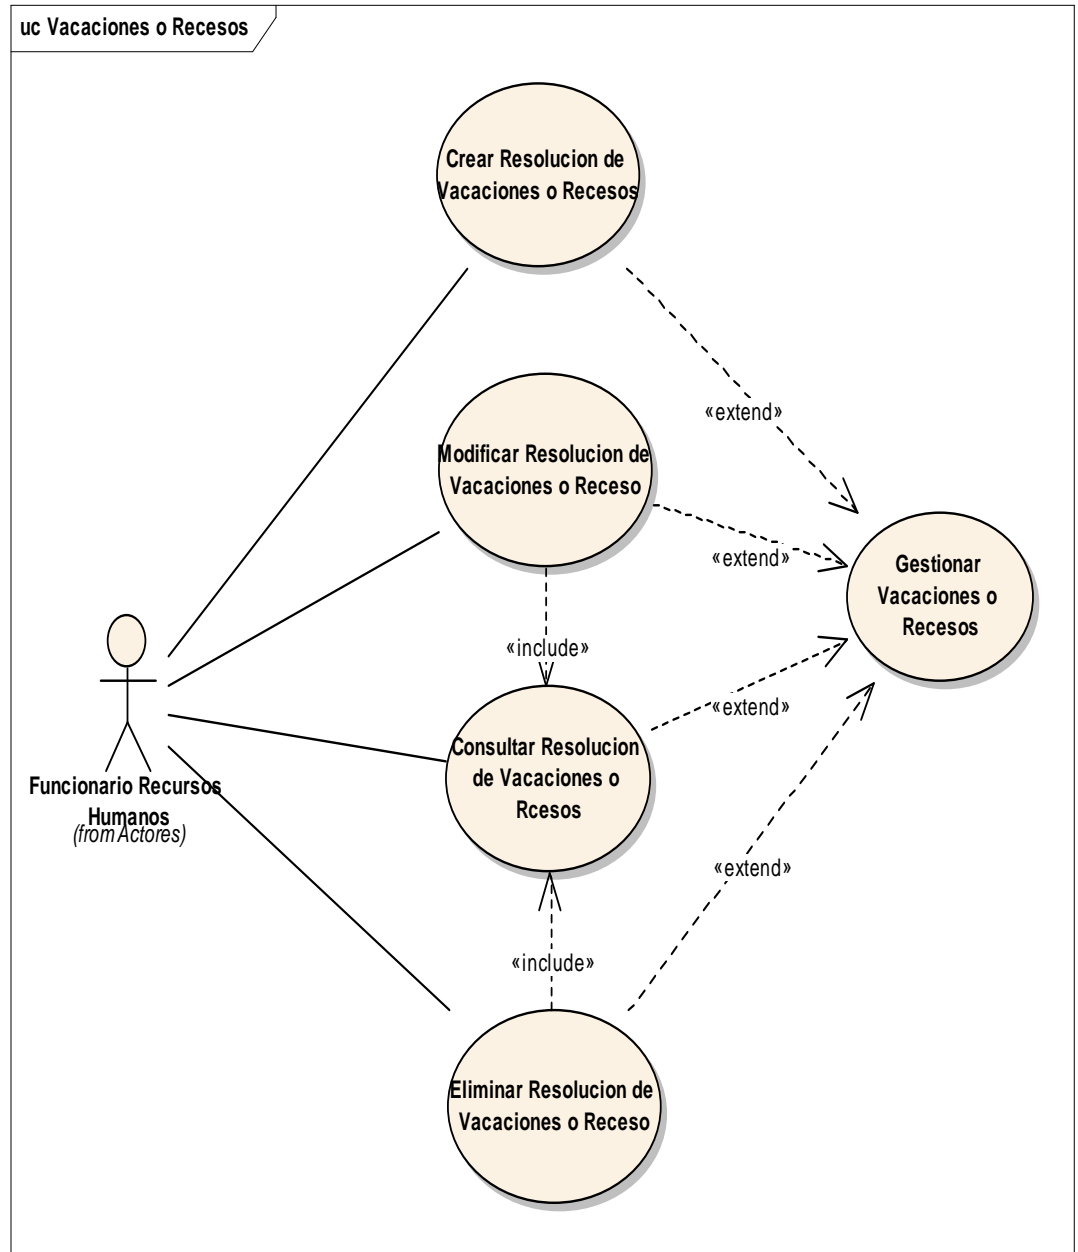 uc Vacaciones o Recesos
Crear Resolucion de
Vacaciones o Recesos
«extend»
Modificar Resolucion de
Vacaciones o Receso
«extend»
Gestionar
Vacaciones o
Recesos
«include»
«extend»
Consultar Resolucion
de Vacaciones o
Rcesos
Funcionario Recursos
Humanos
(from Actores)
«extend»
«include»
Eliminar Resolucion de
Vacaciones o Receso